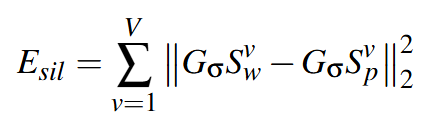 $E_{sil} = \sum_{v=1}^{V} \left\| G_{\sigma} S_{w}^{v} - G_{\sigma} S_{p}^{v} \right\|_{2}^{2}$